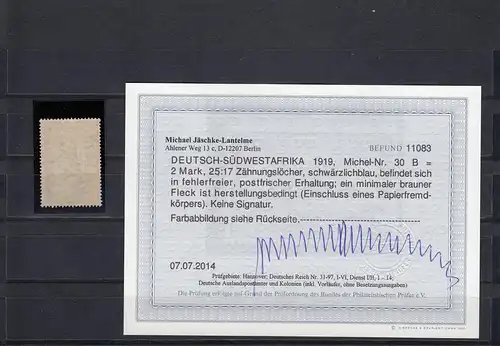 Michael Jäschke-Lantelme
Ahlener Weg 13 c, D-12207 Berlin
BEFUND 11083
DEUTSCH-SÜDWESTAFRIKA 1919, Michel-Nr. 30 B =
2 Mark, 25:17 Zähnungslöcher, schwärzlichblau, befindet sich
in fehlerfreier, postfrischer Erhaltung; ein minimaler brauner
Fleck ist herstellungsbedingt (Einschluss eines Papierfremd-
körpers). Keine Signatur.
Farbabbildung siehe Rückseite.
07.07.2014
Prüfgebiete: Hannover; Deutsches Reich Nr. 31-97, I-VI, Dienst I/II, 1 - 14,
Deutsche Auslandspostämter und Kolonien (inkl. Vorläufer, ohne Besetzungsausgaben)
Die Prüfung erfolgte auf Grund der Prüfordnung des Bundes der Philatelistischen Prüfer e.V.